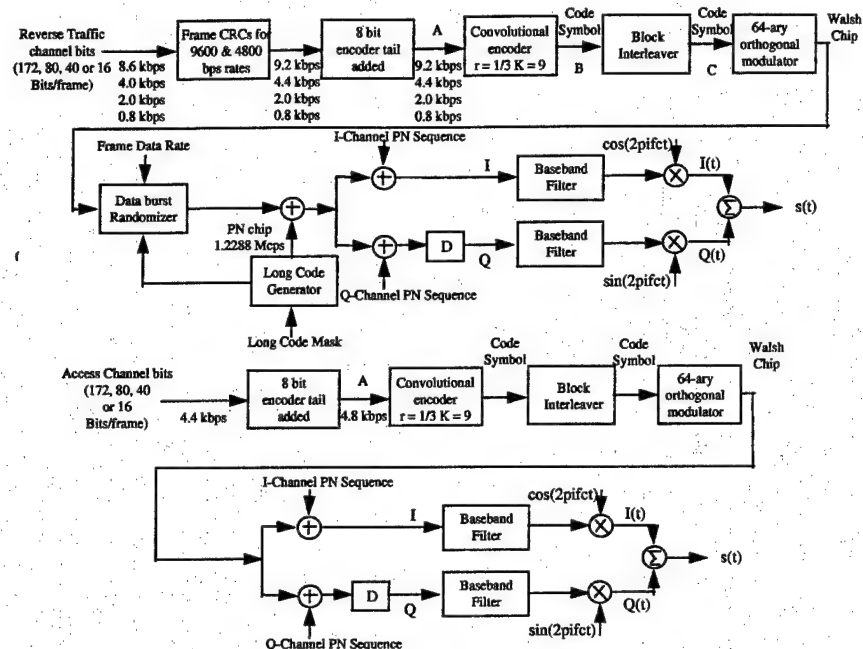 Reverse Traffic
channel bits
(172, 80, 40 or 16
Bits/frame)
8.6 kbps
4.0 kbps
2.0 kbps
0.8 kbps
Frame CRCs for
9600 & 4800
bps rates
9.2 kbps
4.4 kbps
2.0 kbps
0.8 kbps
8 bit
encoder tail
added
A
9.2 kbps
4.4 kbps
2.0 kbps
0.8 kbps
Convolutional
encoder
r = 1/3 K = 9
Code
Symbol
B
Block
Interleaver
Code
Symbol
C
64-ary
orthogonal
modulator
Walsh
Chip
Frame Data Rate
Data burst
Randomizer
PN chip
1.2288 Mcps
Long Code
Generator
Long Code Mask
I-Channel PN Sequence
I
Baseband
Filter
cos(2pifct)
I(t)
D
Q
Baseband
Filter
sin(2pifct)
Q(t)
Σ
s(t)
Q-Channel PN Sequence
Access Channel bits
(172, 80, 40
or 16
Bits/frame)
4.4 kbps
8 bit
encoder tail
added
A
4.8 kbps
Convolutional
encoder
r = 1/3 K = 9
Code
Symbol
Block
Interleaver
Code
Symbol
64-ary
orthogonal
modulator
Walsh
Chip
I-Channel PN Sequence
I
Baseband
Filter
cos(2pifct)
I(t)
D
Q
Baseband
Filter
sin(2pifct)
Q(t)
Σ
s(t)
Q-Channel PN Sequence